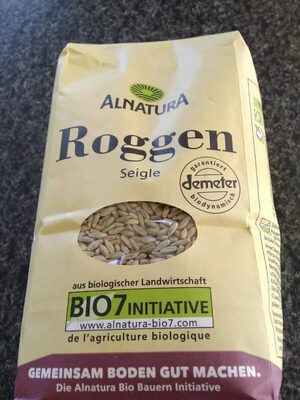 ALNATURA
Roggen
Seigle
garantiert
demeter
biodynamisch
aus biologischer Landwirtschaft
BIO7 INITIATIVE
www.alnatura-bio7.com
de l'agriculture biologique
GEMEINSAM BODEN GUT MACHEN.
Die Alnatura Bio Bauern Initiative